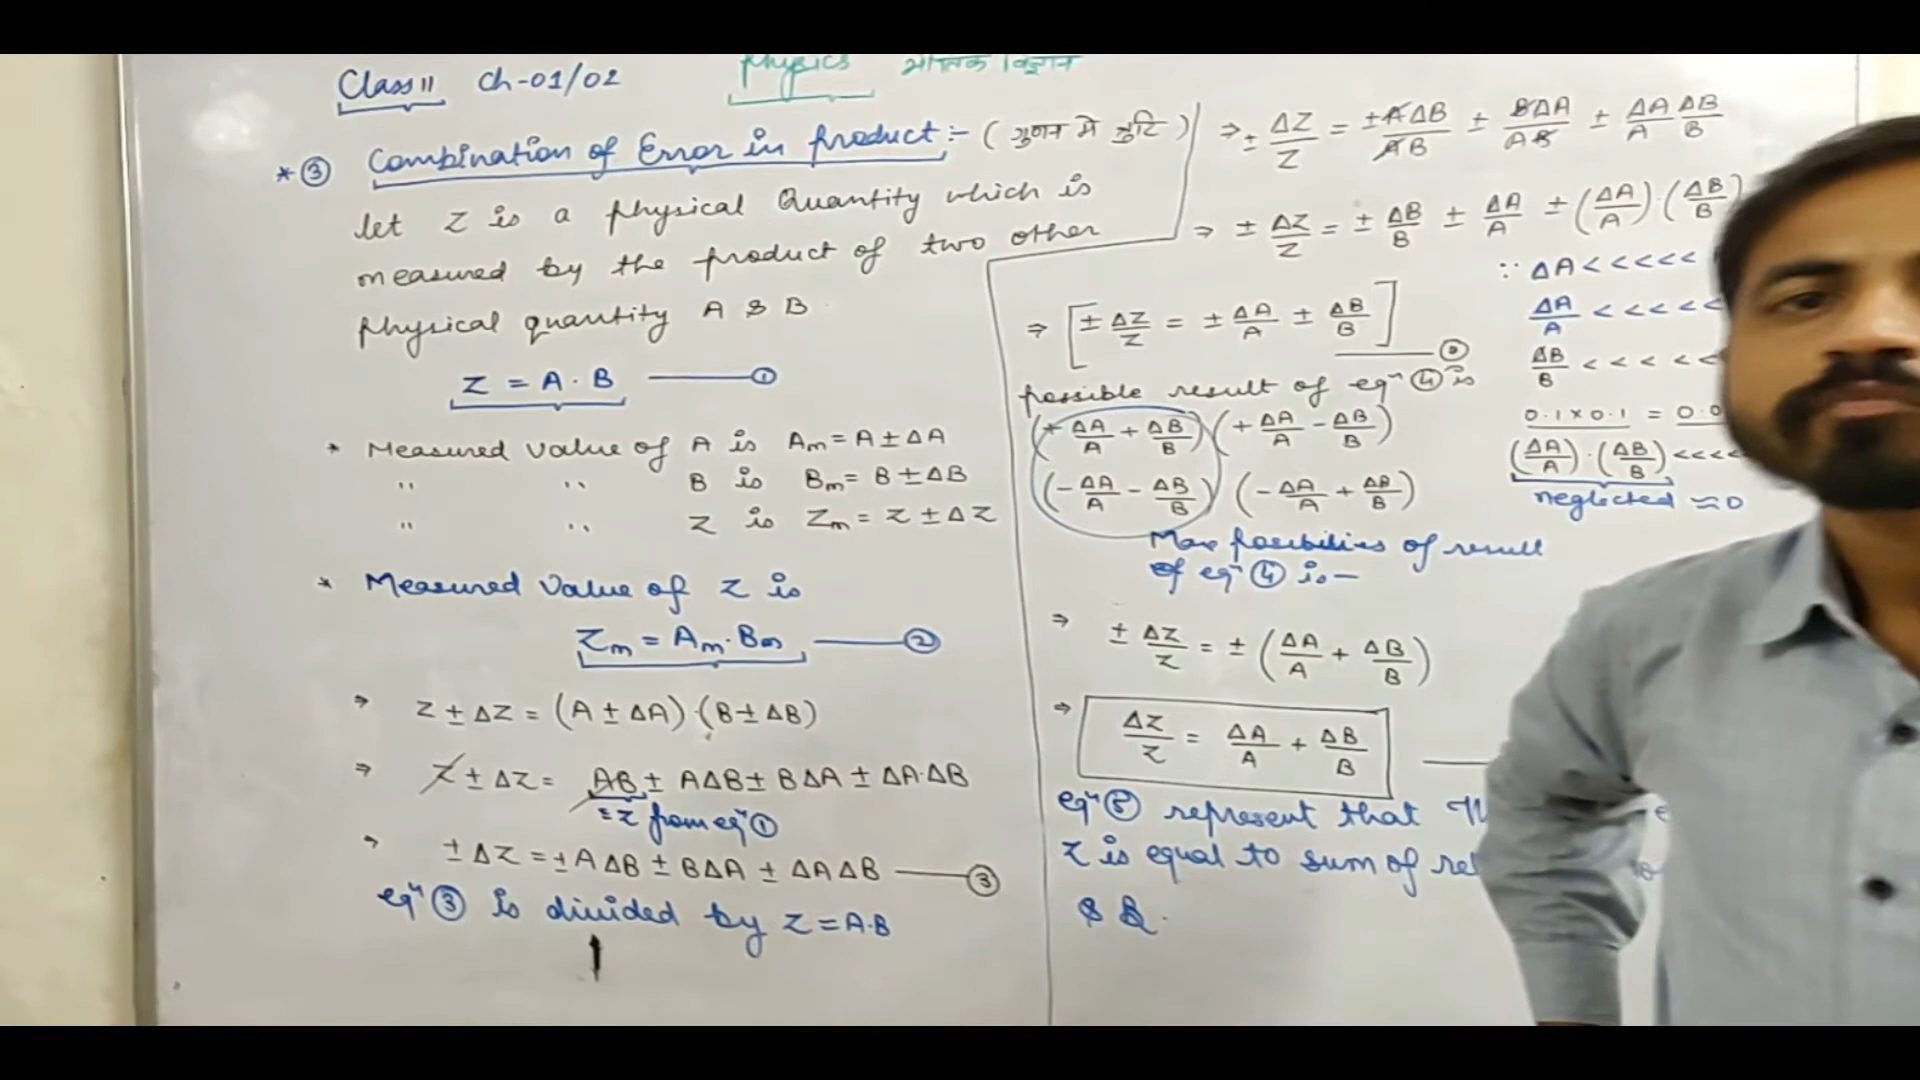 Class 11 Ch-01/02 Physics भौतिक विज्ञान
* ③ Combination of Error in product :- (गुणन में त्रुटि)
let Z is a physical Quantity which is
measured by the product of two other
physical quantity A & B
Z = A · B —— ①
* Measured value of A is Am = A ± ΔA
" " B is Bm = B ± ΔB
" " Z is Zm = Z ± ΔZ
* Measured Value of Z is
Zm = Am · Bm —— ②
⇒ Z ± ΔZ = (A ± ΔA) · (B ± ΔB)
⇒ Z ± ΔZ = AB ± AΔB ± BΔA ± ΔA·ΔB
= Z from eqⁿ ①
⇒ ± ΔZ = ± AΔB ± BΔA ± ΔAΔB —— ③
eqⁿ ③ is divided by Z = A·B
⇒ ± ΔZ/Z = ± AΔB/AB ± BΔA/AB ± ΔA/A ΔB/B
⇒ ± ΔZ/Z = ± ΔB/B ± ΔA/A ± (ΔA/A)·(ΔB/B)
∵ ΔA <<<<<
ΔA/A <<<<<
ΔB/B <<<<<
0.1 × 0.1 = 0.0
(ΔA/A)·(ΔB/B) <<<<
neglected ≈ 0
⇒ [± ΔZ/Z = ± ΔA/A ± ΔB/B]
possible result of eqⁿ ④ is
(+ ΔA/A + ΔB/B) (+ ΔA/A − ΔB/B)
(− ΔA/A − ΔB/B) (− ΔA/A + ΔB/B)
Max posibilies of result
of eqⁿ ④ is —
⇒ ± ΔZ/Z = ± (ΔA/A + ΔB/B)
⇒ ΔZ/Z = ΔA/A + ΔB/B ——
eqⁿ ⑤ represent that
Z is equal to sum of
& B.